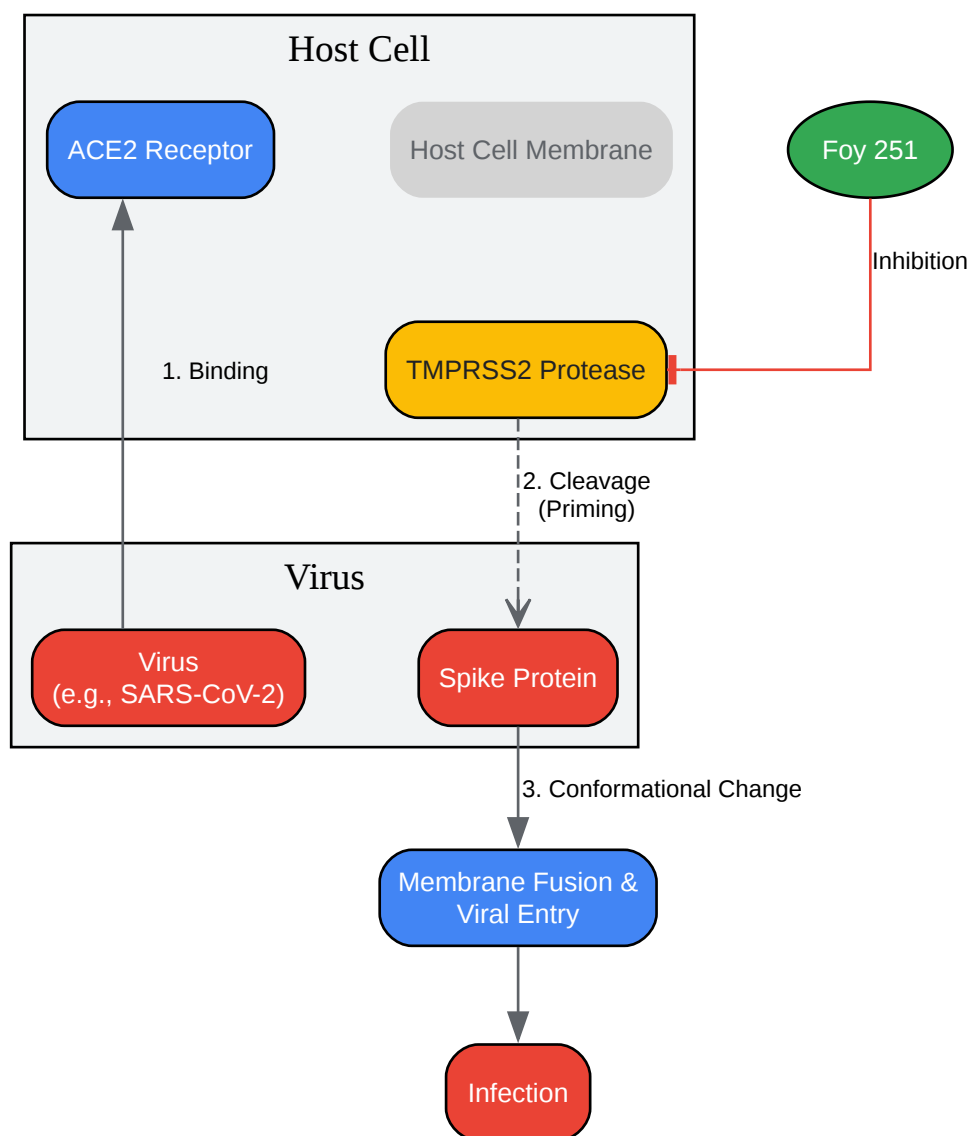 Host Cell
ACE2 Receptor
Host Cell Membrane
Foy 251
Inhibition
1. Binding
TMPRSS2 Protease
2. Cleavage
(Priming)
Virus
Virus
(e.g., SARS-CoV-2)
Spike Protein
3. Conformational Change
Membrane Fusion &
Viral Entry
Infection